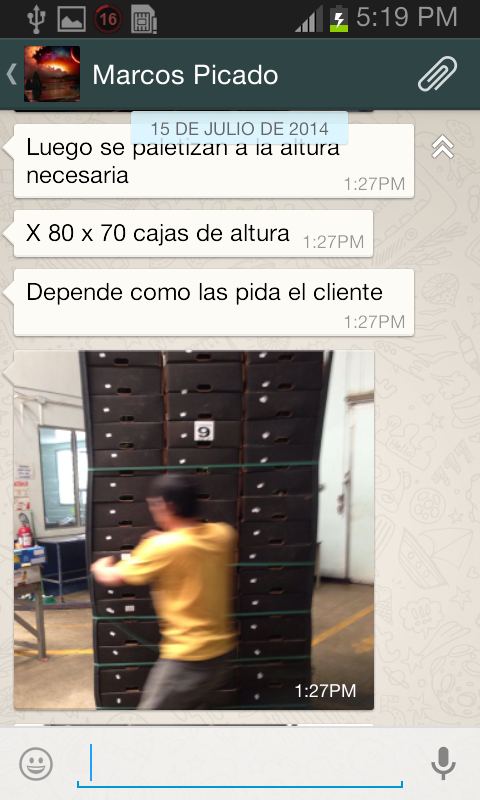 16
5:19 PM
Marcos Picado
15 DE JULIO DE 2014
Luego se paletizan a la altura
necesaria
1:27PM
X 80 x 70 cajas de altura
1:27PM
Depende como las pida el cliente
1:27PM
9
1:27PM